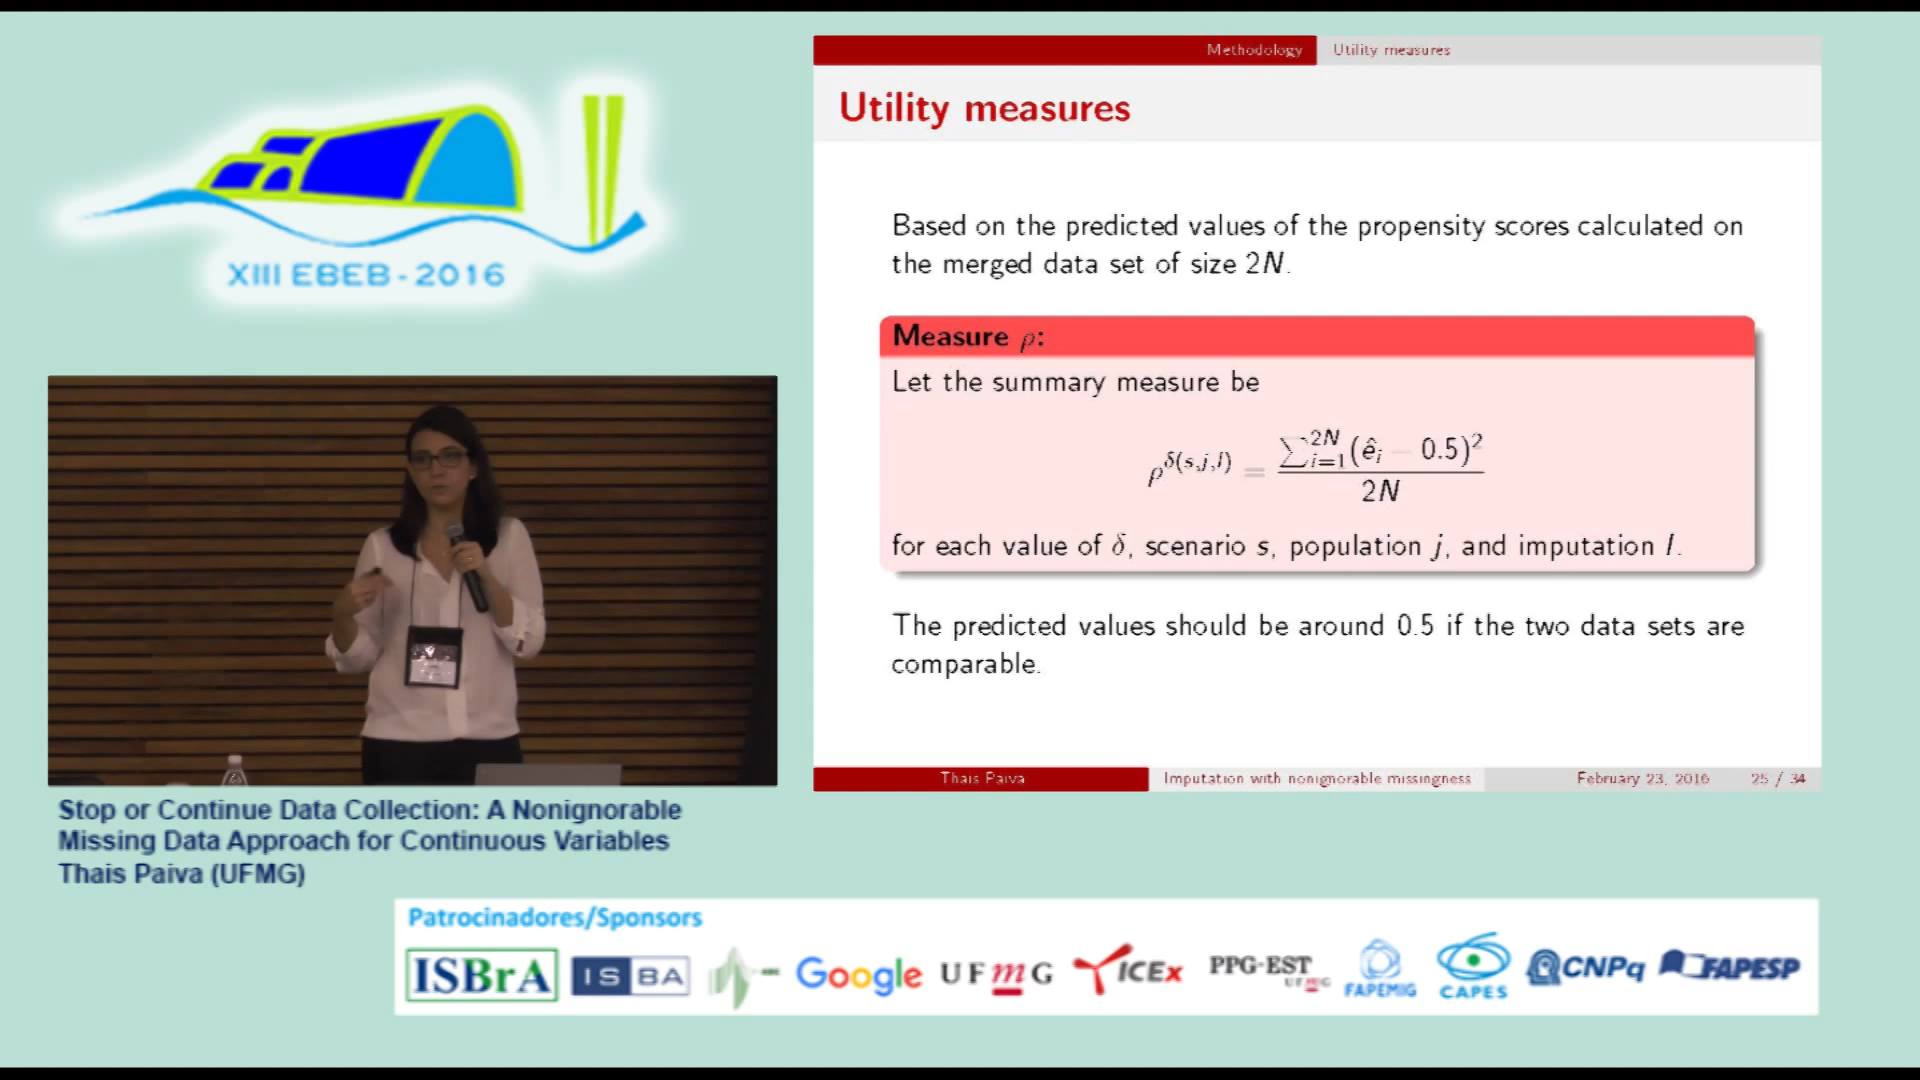 XIII EBEB - 2016
Methodology
Utility measures
Utility measures
Based on the predicted values of the propensity scores calculated on
the merged data set of size 2N.
Measure ρ:
Let the summary measure be
ρ^δ(s,j,l) = ∑_{i=1}^{2N}(ê_i − 0.5)^2 / 2N
for each value of δ, scenario s, population j, and imputation l.
The predicted values should be around 0.5 if the two data sets are
comparable.
Thais Paiva
Imputation with nonignorable missingness
February 23, 2016
25 / 34
Stop or Continue Data Collection: A Nonignorable
Missing Data Approach for Continuous Variables
Thais Paiva (UFMG)
Patrocinadores/Sponsors
ISBrA
ISBA
Google
UFmG
ICEx
PPG-EST
UFmG
FAPEMIG
CAPES
CNPq
FAPESP